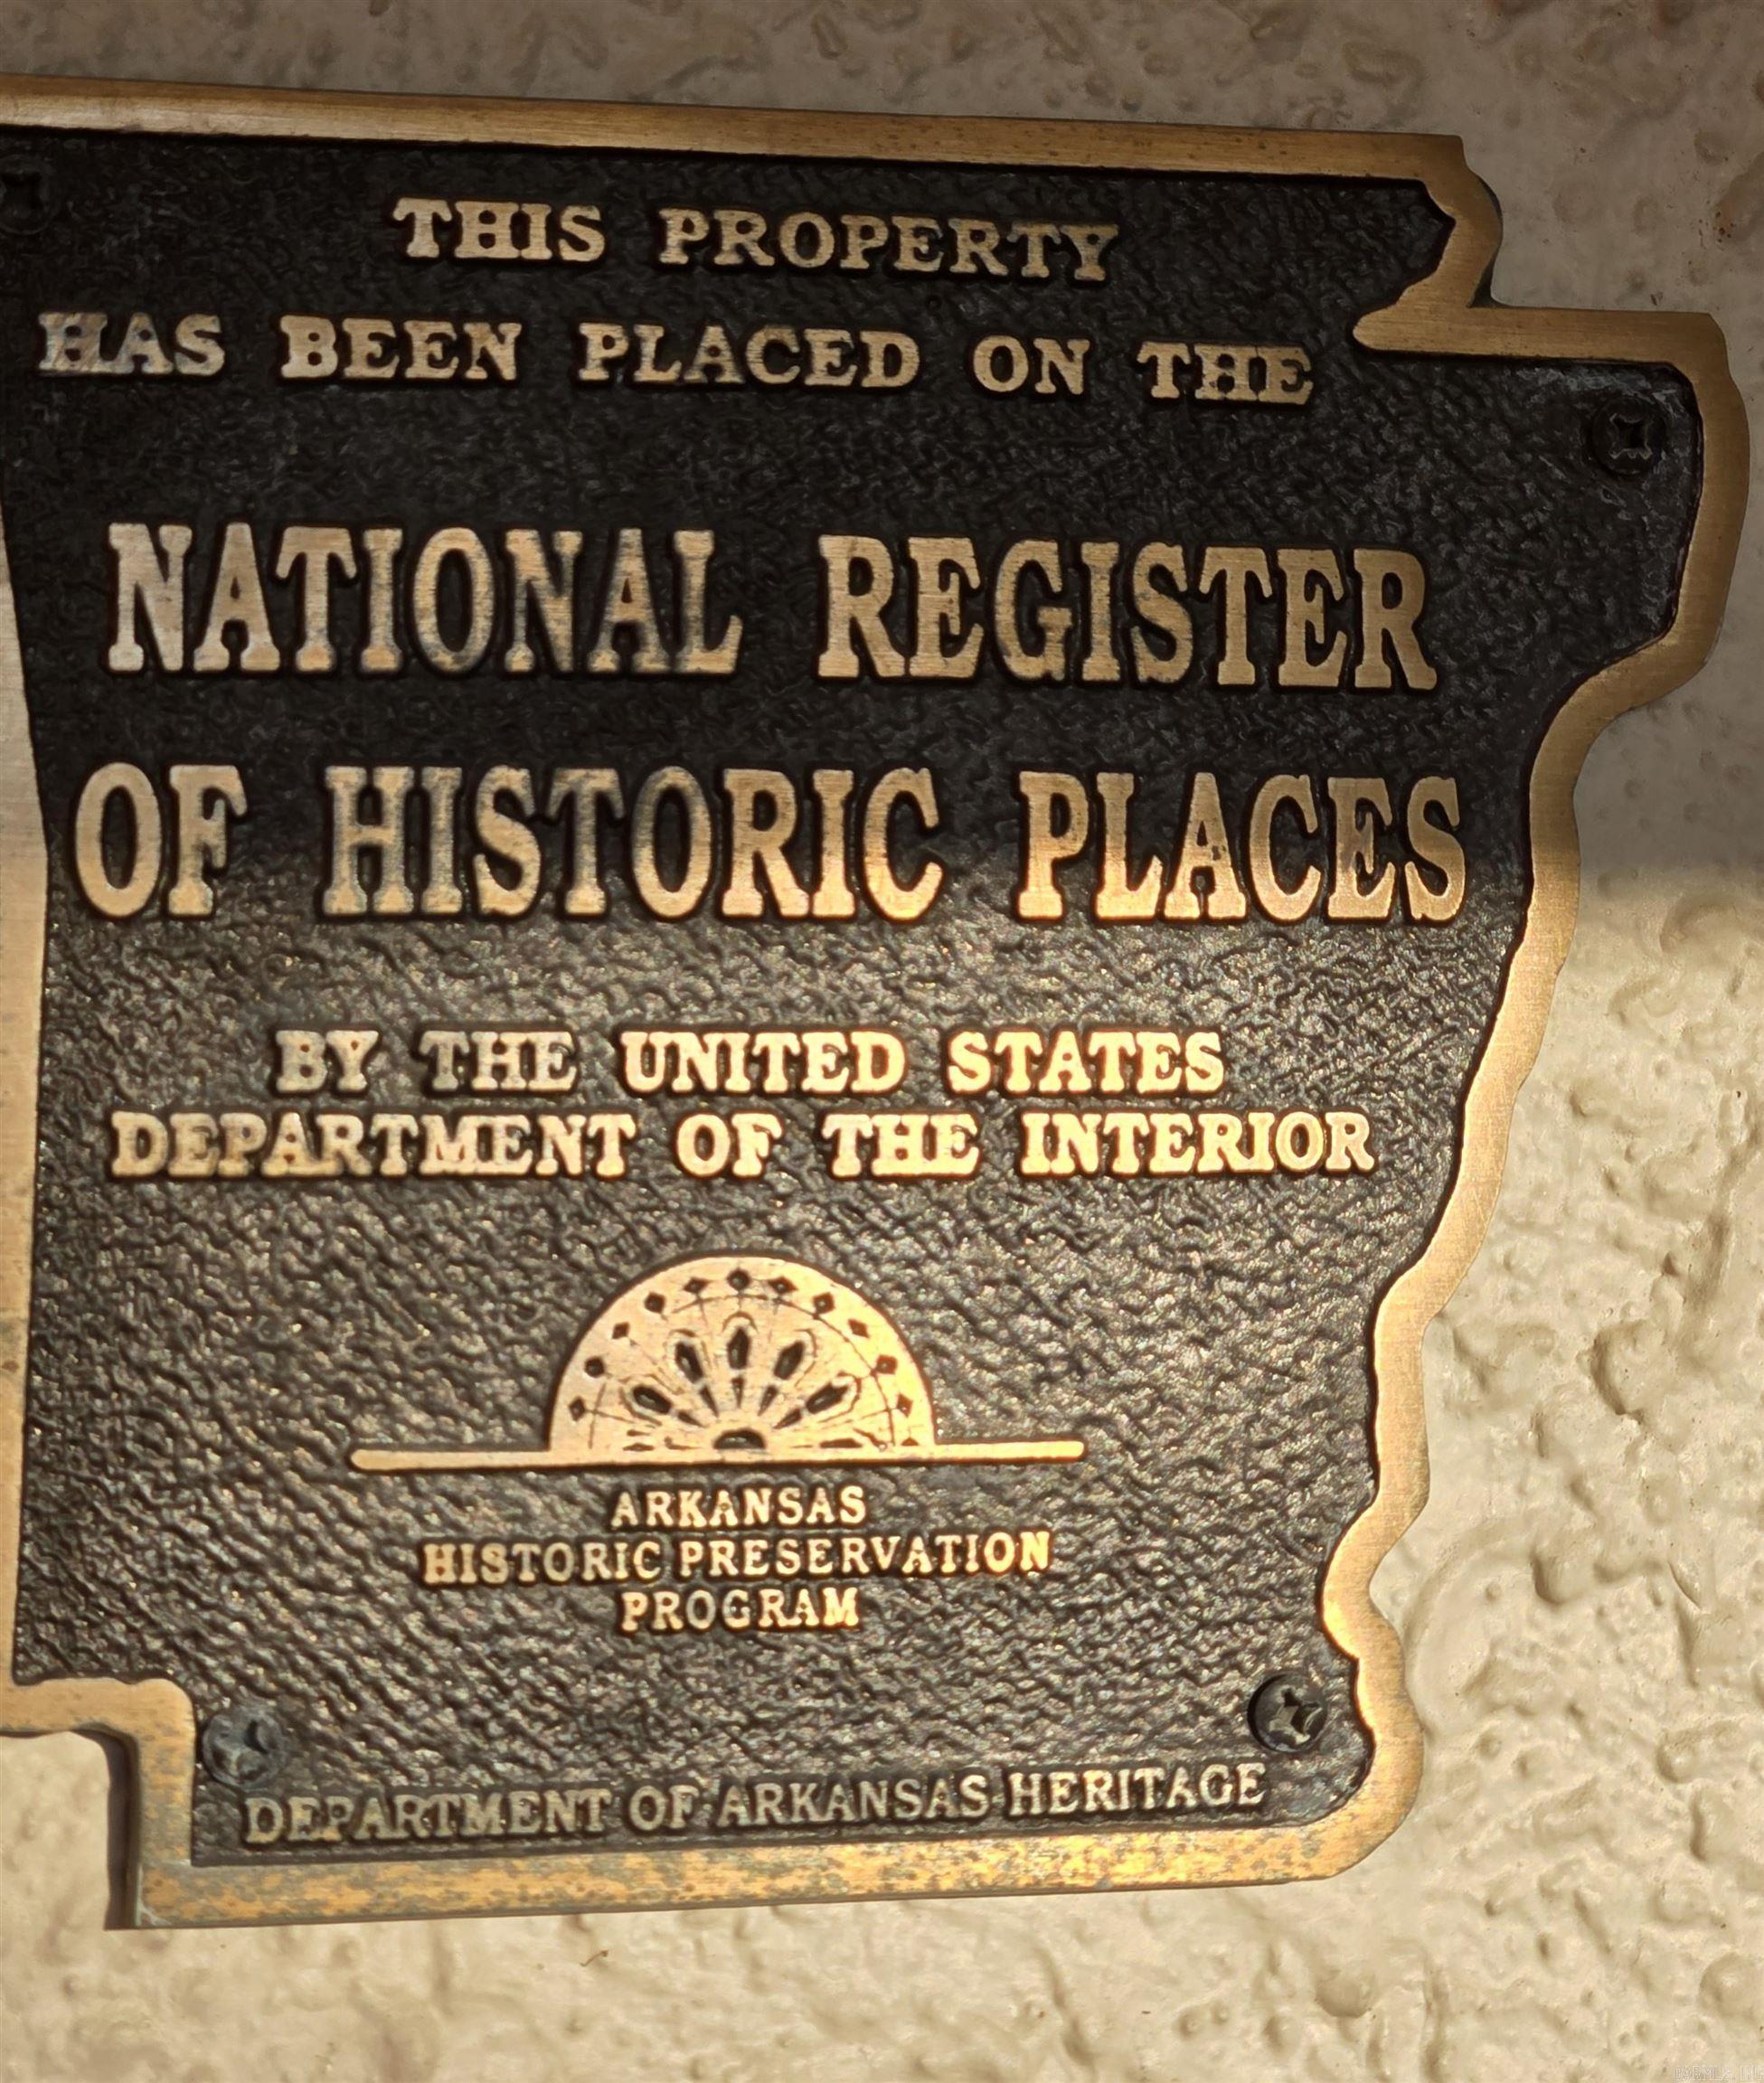 THIS PROPERTY
HAS BEEN PLACED ON THE
NATIONAL REGISTER
OF HISTORIC PLACES
BY THE UNITED STATES
DEPARTMENT OF THE INTERIOR
ARKANSAS
HISTORIC PRESERVATION
PROGRAM
DEPARTMENT OF ARKANSAS HERITAGE